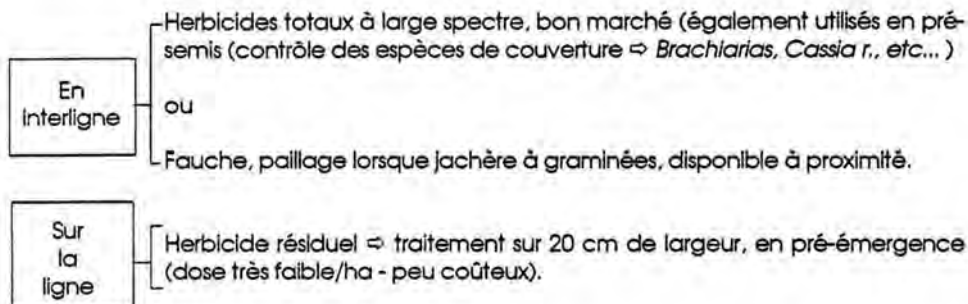 Herbicides totaux à large spectre, bon marché (également utilisés en pré-
semis (contrôle des espèces de couverture ⇨ Brachiarias, Cassia r., etc... )
En
interligne
ou
Fauche, paillage lorsque jachère à graminées, disponible à proximité.
Sur
la
ligne
Herbicide résiduel ⇨ traitement sur 20 cm de largeur, en pré-émergence
(dose très faible/ha - peu coûteux).